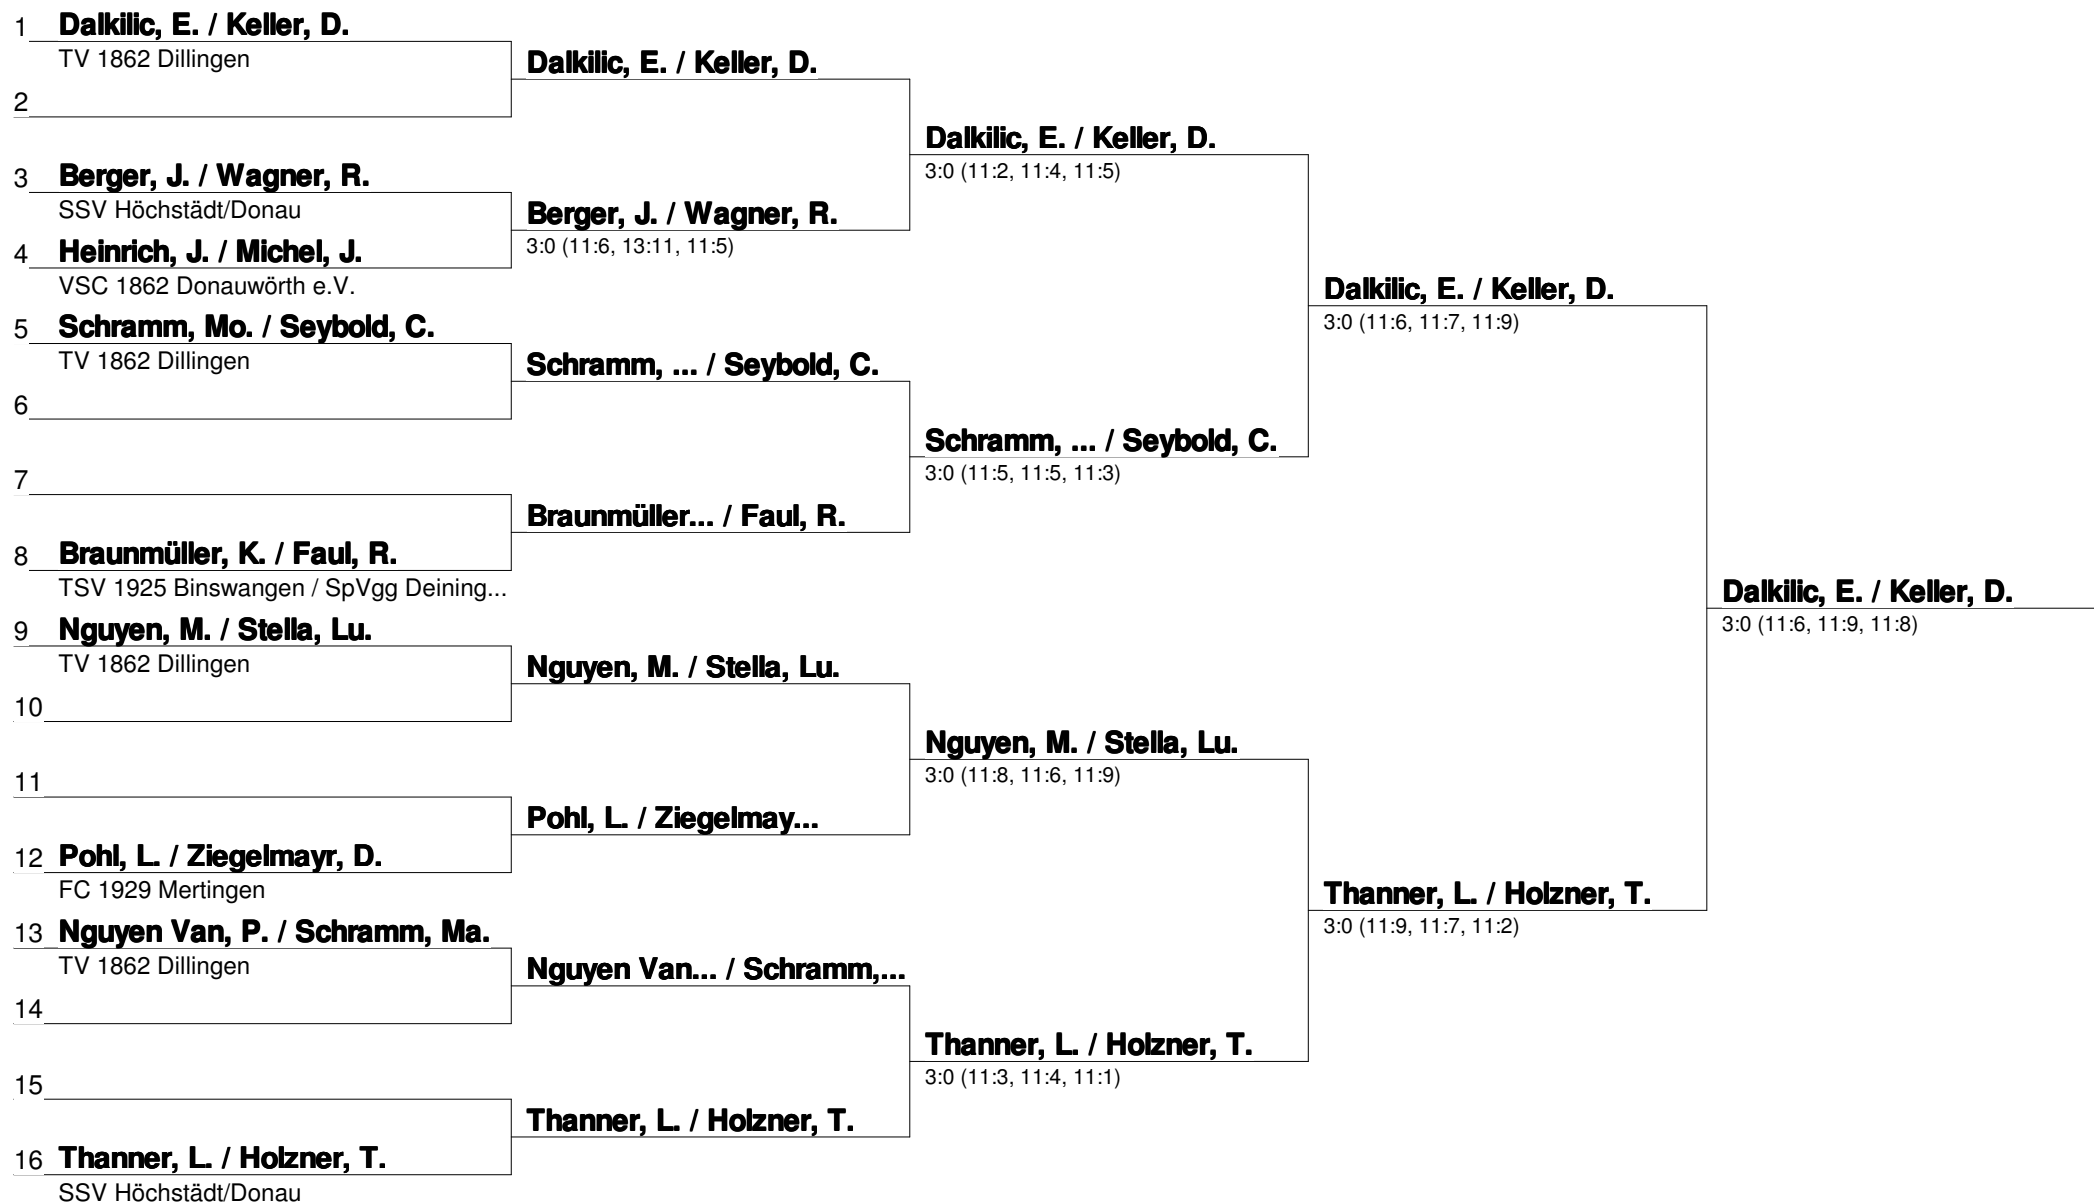 1 Dalkilic, E. / Keller, D.
TV 1862 Dillingen
2
3 Berger, J. / Wagner, R.
SSV Höchstädt/Donau
4 Heinrich, J. / Michel, J.
VSC 1862 Donauwörth e.V.
5 Schramm, Mo. / Seybold, C.
TV 1862 Dillingen
6
7
8 Braunmüller, K. / Faul, R.
TSV 1925 Binswangen / SpVgg Deining...
9 Nguyen, M. / Stella, Lu.
TV 1862 Dillingen
10
11
12 Pohl, L. / Ziegelmayr, D.
FC 1929 Mertingen
13 Nguyen Van, P. / Schramm, Ma.
TV 1862 Dillingen
14
15
16 Thanner, L. / Holzner, T.
SSV Höchstädt/Donau
Dalkilic, E. / Keller, D.
Berger, J. / Wagner, R.
3:0 (11:6, 13:11, 11:5)
Schramm, ... / Seybold, C.
Braunmüller... / Faul, R.
Nguyen, M. / Stella, Lu.
Pohl, L. / Ziegelmay...
Nguyen Van... / Schramm,...
Thanner, L. / Holzner, T.
Dalkilic, E. / Keller, D.
3:0 (11:2, 11:4, 11:5)
Schramm, ... / Seybold, C.
3:0 (11:5, 11:5, 11:3)
Nguyen, M. / Stella, Lu.
3:0 (11:8, 11:6, 11:9)
Thanner, L. / Holzner, T.
3:0 (11:3, 11:4, 11:1)
Dalkilic, E. / Keller, D.
3:0 (11:6, 11:7, 11:9)
Thanner, L. / Holzner, T.
3:0 (11:9, 11:7, 11:2)
Dalkilic, E. / Keller, D.
3:0 (11:6, 11:9, 11:8)